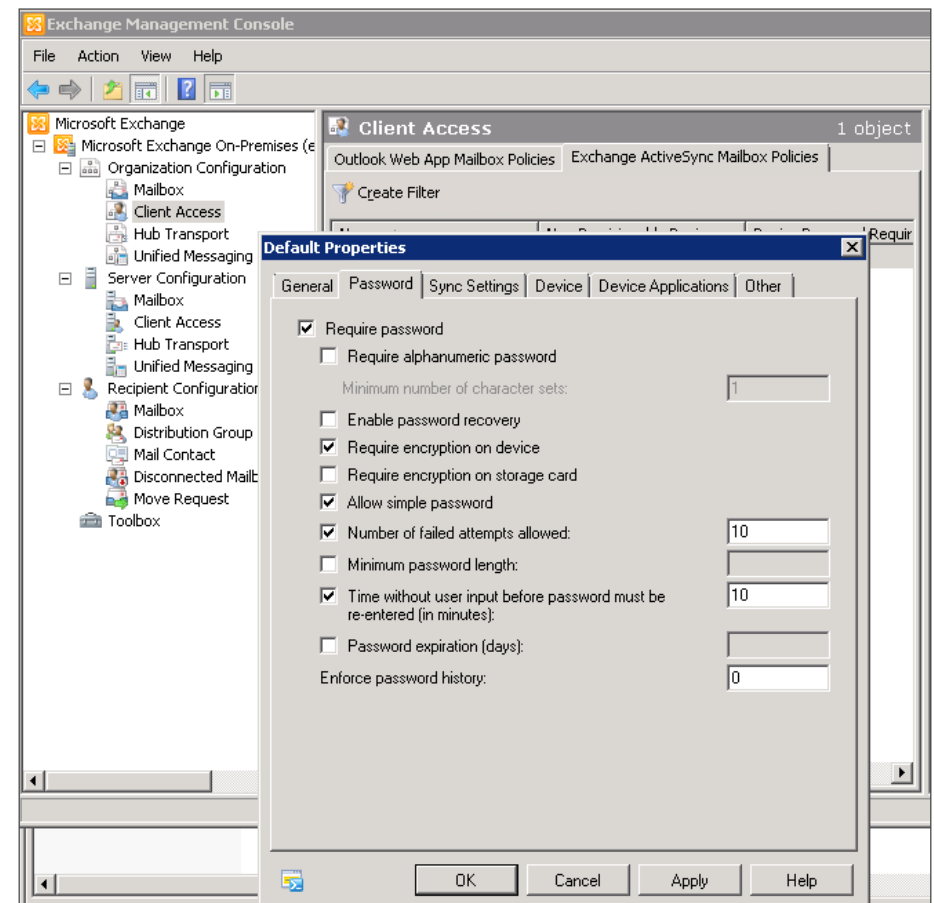 Exchange Management Console
File Action View Help
Microsoft Exchange
Microsoft Exchange On-Premises (e
Organization Configuration
Mailbox
Client Access
Hub Transport
Unified Messaging
Server Configuration
Mailbox
Client Access
Hub Transport
Unified Messaging
Recipient Configuration
Mailbox
Distribution Group
Mail Contact
Disconnected Mailb
Move Request
Toolbox
Client Access 1 object
Outlook Web App Mailbox Policies Exchange ActiveSync Mailbox Policies
Create Filter
Requir
Default Properties
General Password Sync Settings Device Device Applications Other
Require password
Require alphanumeric password
Minimum number of character sets: 1
Enable password recovery
Require encryption on device
Require encryption on storage card
Allow simple password
Number of failed attempts allowed: 10
Minimum password length:
Time without user input before password must be 10
re-entered (in minutes):
Password expiration (days):
Enforce password history: 0
OK Cancel Apply Help